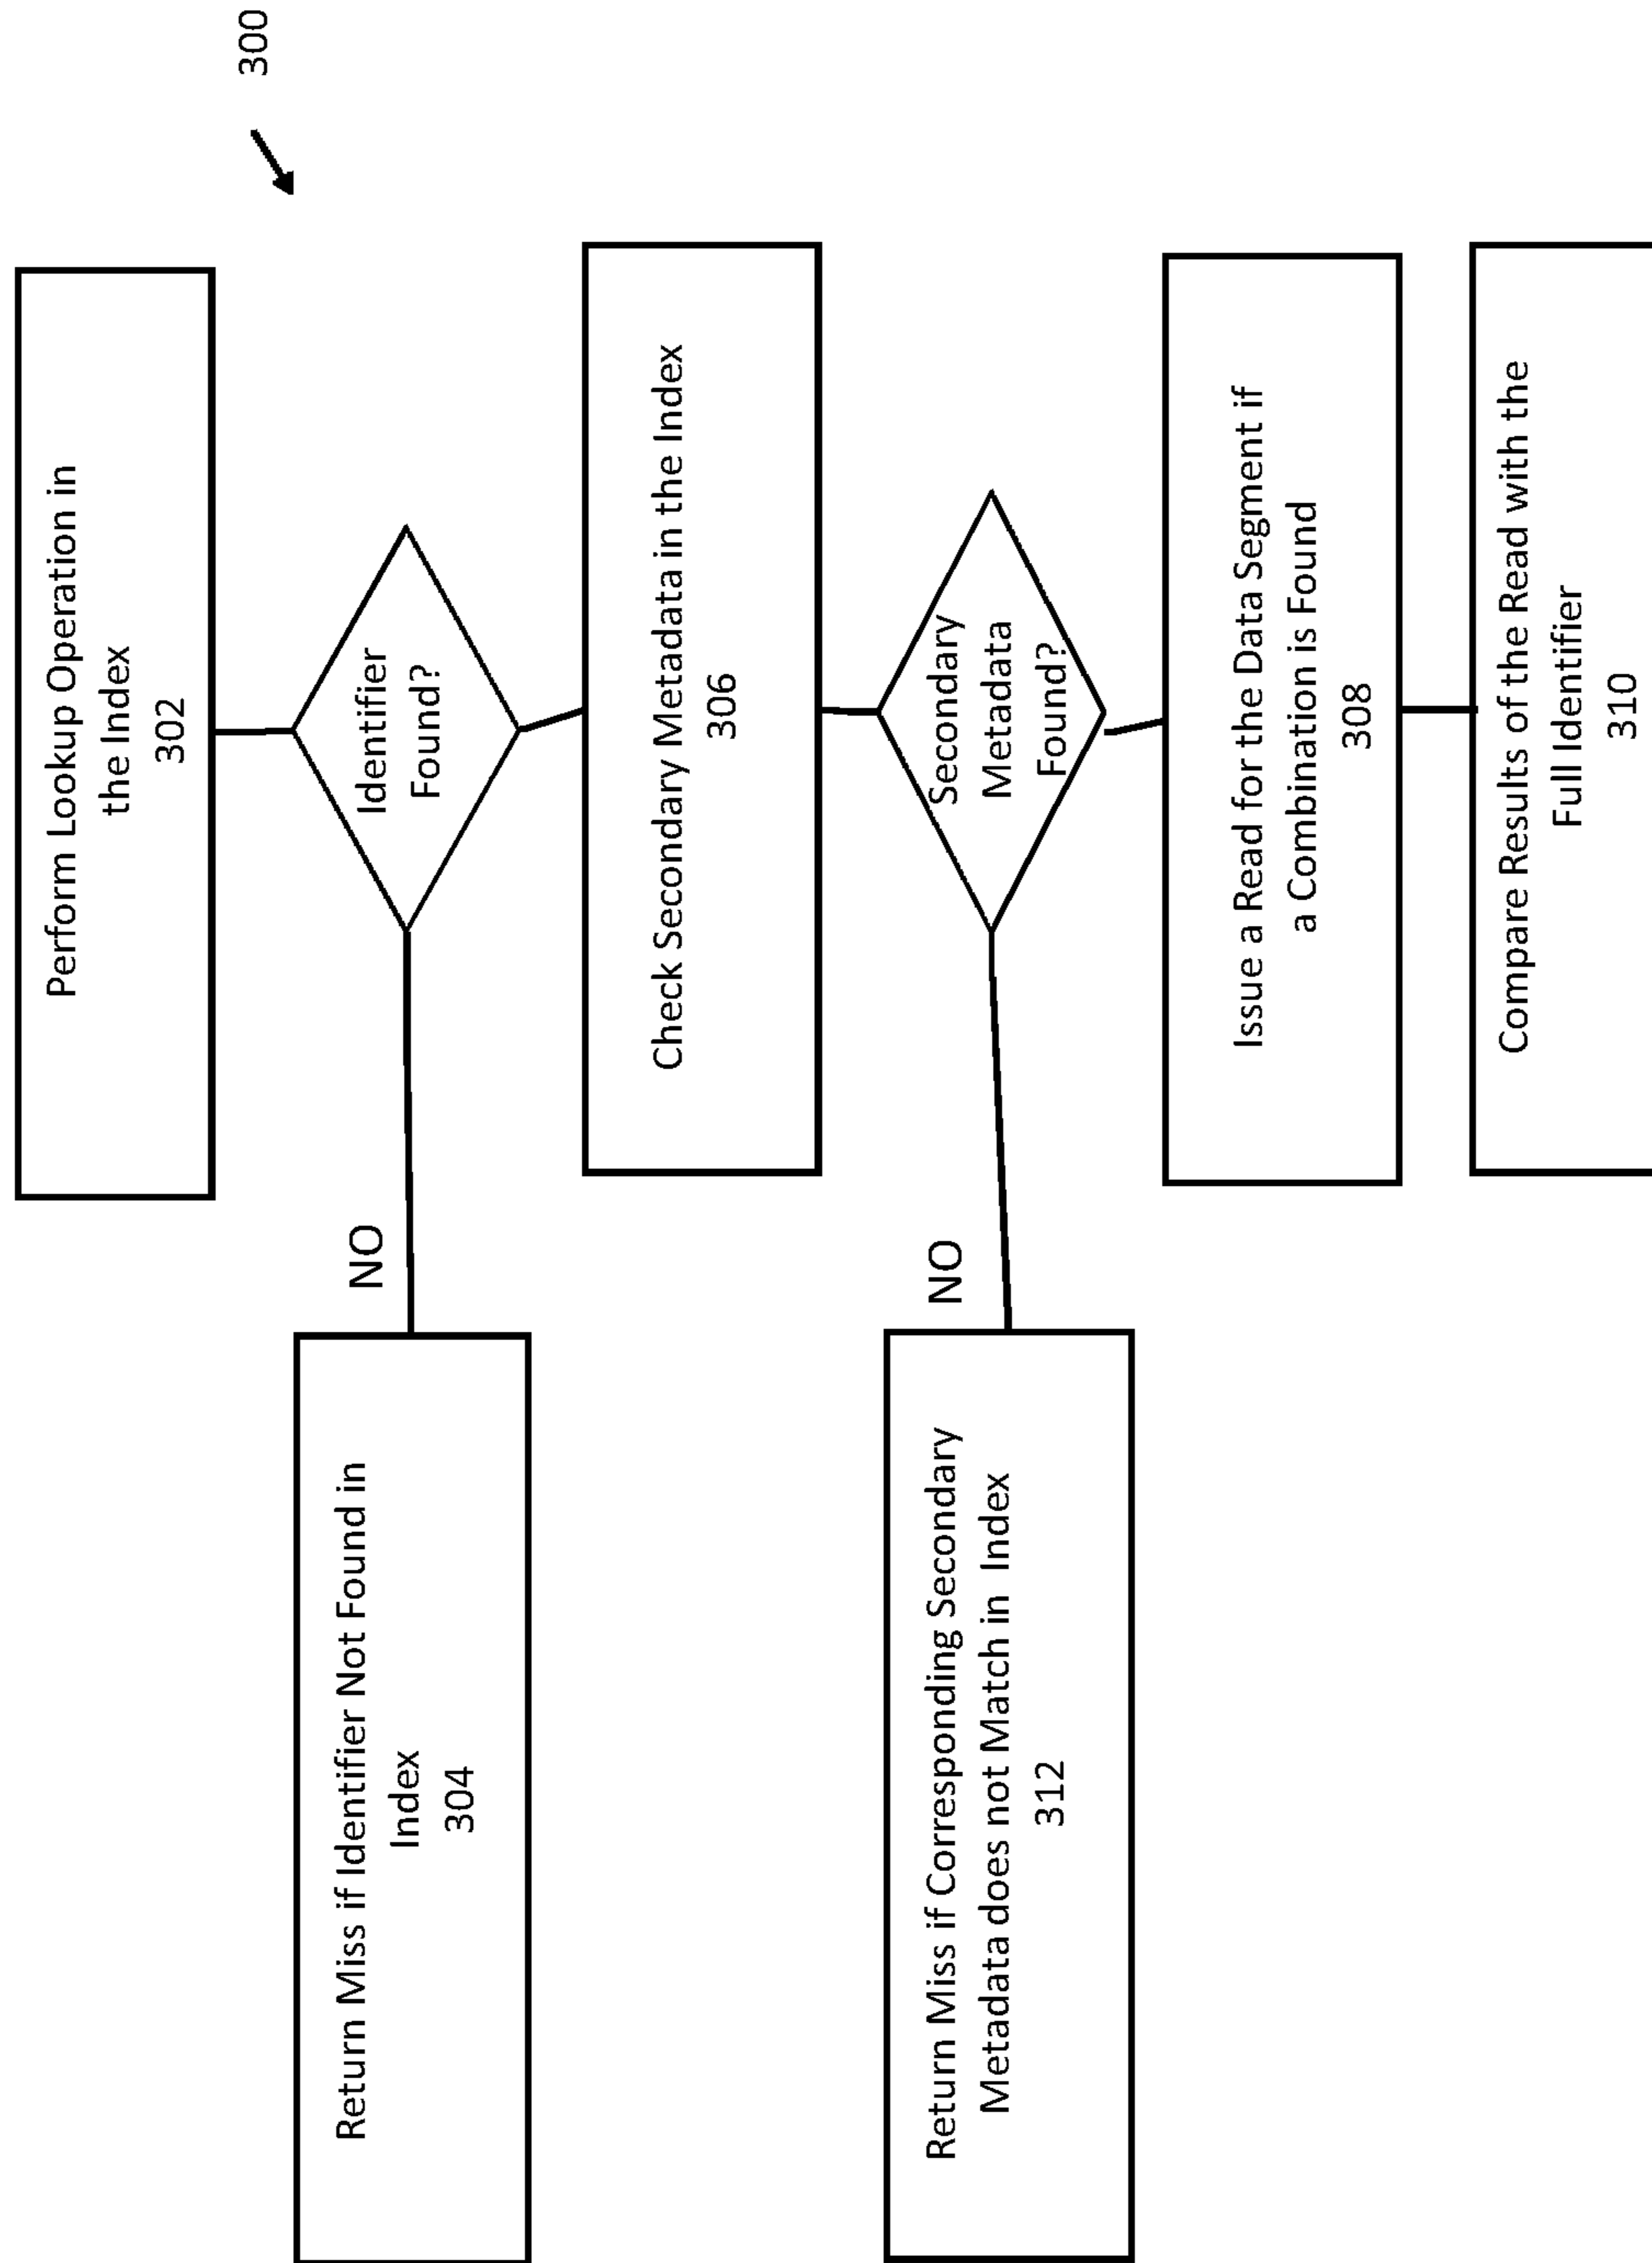 300
Perform Lookup Operation in
the Index
302
Identifier
Found?
NO
Return Miss if Identifier Not Found in
Index
304
Check Secondary Metadata in the Index
306
Secondary
Metadata
Found?
NO
Return Miss if Corresponding Secondary
Metadata does not Match in Index
312
Issue a Read for the Data Segment if
a Combination is Found
308
Compare Results of the Read with the
Full Identifier
310